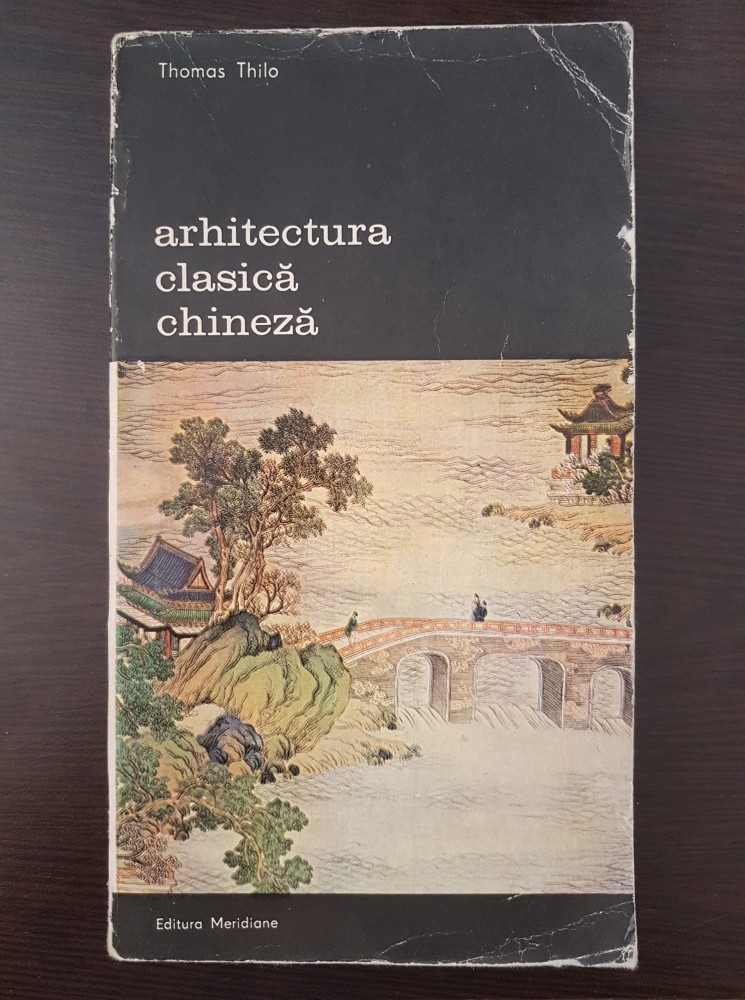 Thomas Thilo
arhitectura
clasică
chineză
Editura Meridiane